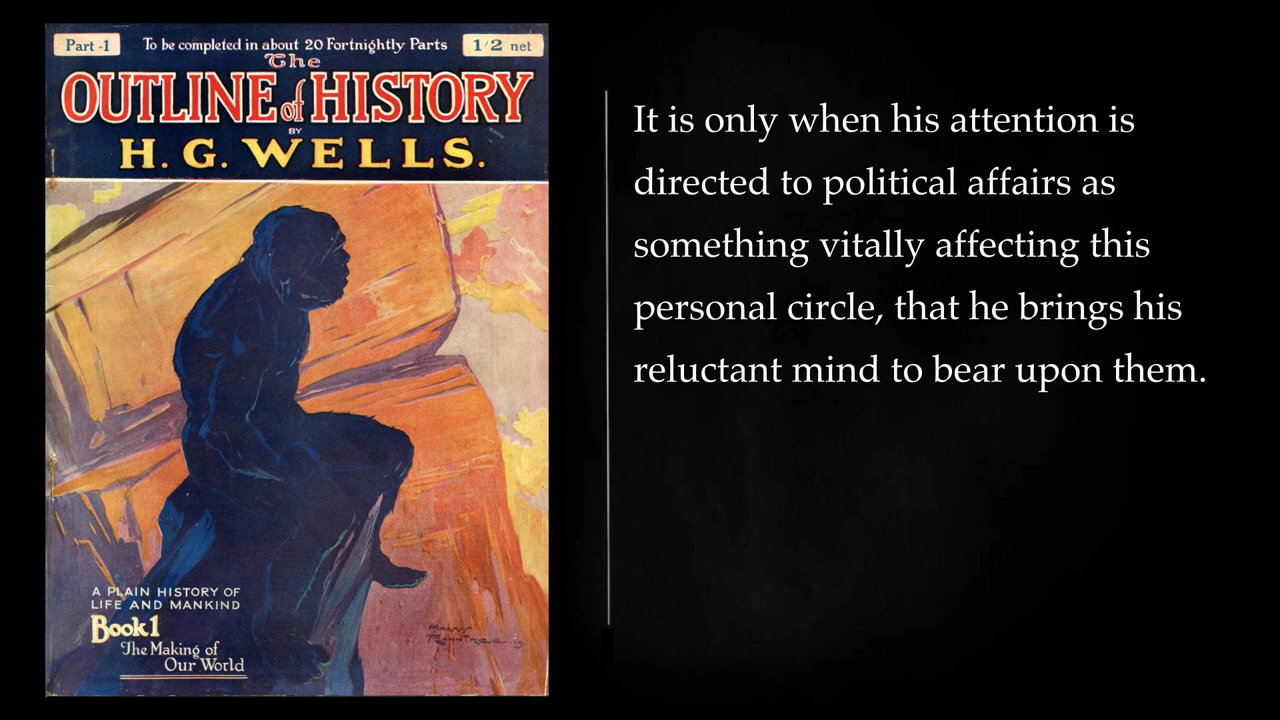 Part -1
To be completed in about 20 Fortnightly Parts
1/2 net
The
OUTLINE of HISTORY
BY
H. G. WELLS.
A PLAIN HISTORY OF
LIFE AND MANKIND
Book 1
The Making of
Our World
It is only when his attention is
directed to political affairs as
something vitally affecting this
personal circle, that he brings his
reluctant mind to bear upon them.